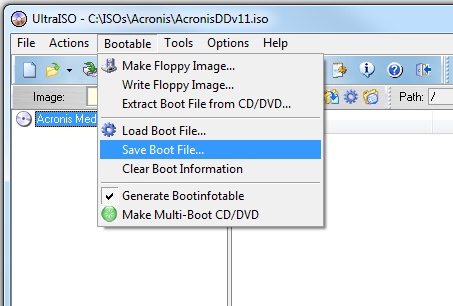 UltraISO - C:\ISOs\Acronis\AcronisDDv11.iso
File Actions Bootable Tools Options Help
Make Floppy Image...
Write Floppy Image...
Extract Boot File from CD/DVD...
Image: Path: /
Load Boot File...
Acronis Med
Save Boot File...
Clear Boot Information
Generate Bootinfotable
Make Multi-Boot CD/DVD